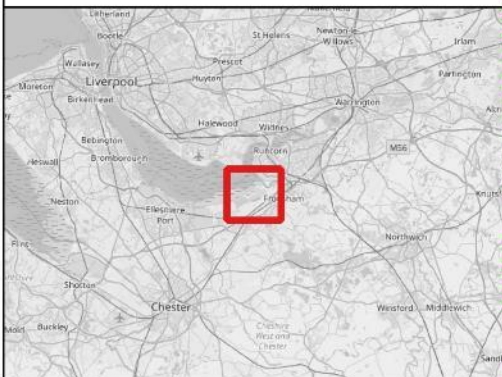 Litherland
Bootle
St Helens
Newton-le-Willows
Irlam
Wallasey
Prescot
Partington
Moreton
Liverpool
Huyton
Birkenhead
Warrington
Halewood
Widnes
Bebington
Runcorn
M56
Heswall
Bromborough
Neston
Ellesmere
Port
Frodsham
Knuts
Flint
Northwich
Shotton
Chester
Winsford
Middlewich
Mold
Buckley
Cheshire
West and
Chester
Sandl